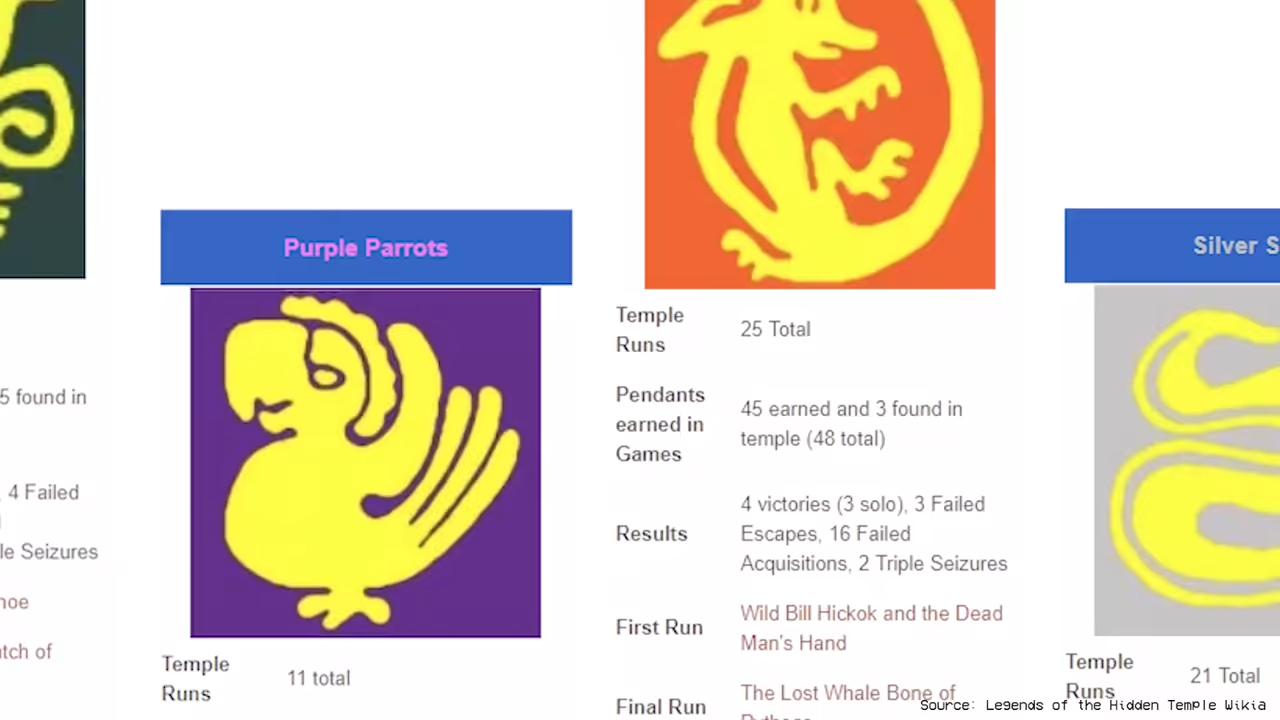 5 found in
, 4 Failed
le Seizures
hoe
atch of
Purple Parrots
Temple
Runs
11 total
Temple
Runs
25 Total
Pendants
earned in
Games
45 earned and 3 found in
temple (48 total)
Results
4 victories (3 solo), 3 Failed
Escapes, 16 Failed
Acquisitions, 2 Triple Seizures
First Run
Wild Bill Hickok and the Dead
Man's Hand
Final Run
The Lost Whale Bone of
Silver S
Temple
Runs
21 Total
Source: Legends of the Hidden Temple Wikia